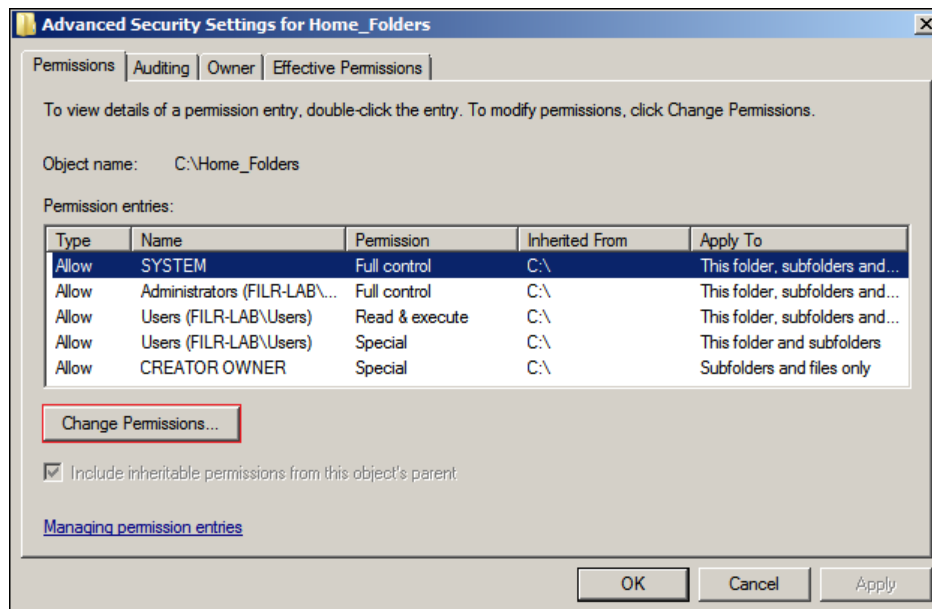 Advanced Security Settings for Home_Folders
Permissions Auditing Owner Effective Permissions
To view details of a permission entry, double-click the entry. To modify permissions, click Change Permissions.
Object name: C:\Home_Folders
Permission entries:
Type Name Permission Inherited From Apply To
Allow SYSTEM Full control C:\ This folder, subfolders and...
Allow Administrators (FILR-LAB\... Full control C:\ This folder, subfolders and...
Allow Users (FILR-LAB\Users) Read & execute C:\ This folder, subfolders and...
Allow Users (FILR-LAB\Users) Special C:\ This folder and subfolders
Allow CREATOR OWNER Special C:\ Subfolders and files only
Change Permissions...
Include inheritable permissions from this object's parent
Managing permission entries
OK Cancel Apply